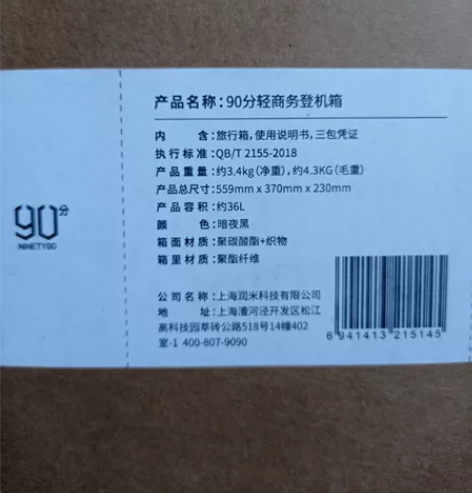 90分
NINETYGO
产品名称：90分轻商务登机箱
内 含：旅行箱，使用说明书，三包凭证
执行标准：QB/T 2155-2018
产品重量：约3.4kg（净重），约4.3KG（毛重）
产品总尺寸：559mm x 370mm x 230mm
产品容积：约36L
颜 色：暗夜黑
箱面材质：聚碳酸酯+织物
箱里材质：聚酯纤维
公司名称：上海润米科技有限公司
地 址：上海漕河泾开发区松江
高科技园莘砖公路518号14幢402
室-1 400-807-9090
6 941413 215145